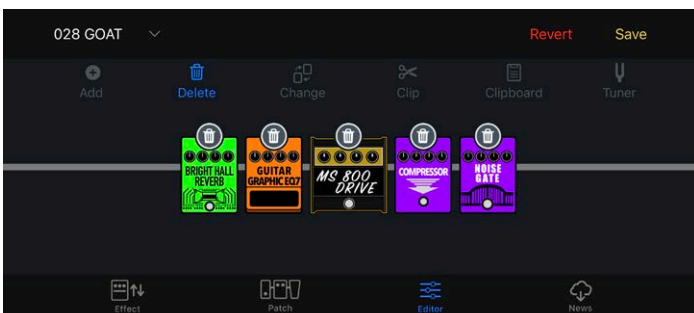 028 GOAT
Revert
Save
Add
Delete
Change
Clip
Clipboard
Tuner
BRIGHT HALL
REVERB
GUITAR
GRAPHIC EQ7
MS 800
DRIVE
COMPRESSOR
NOISE
GATE
Effect
Patch
Editor
News